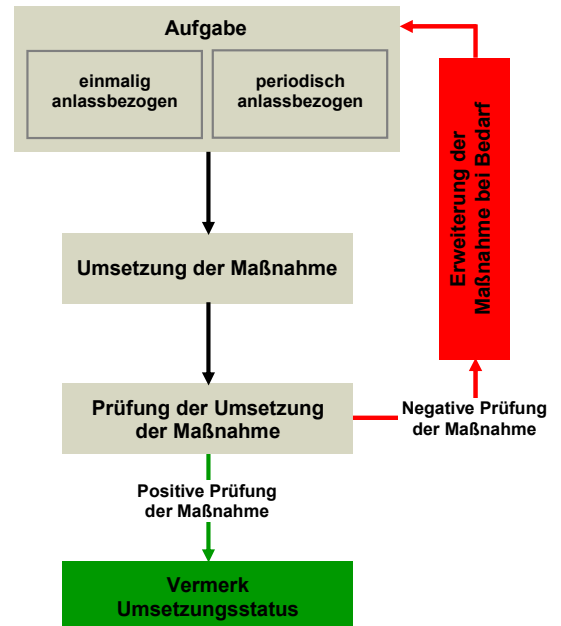 Aufgabe
einmalig
anlassbezogen
periodisch
anlassbezogen
Umsetzung der Maßnahme
Prüfung der Umsetzung
der Maßnahme
Negative Prüfung
der Maßnahme
Erweiterung der
Maßnahme bei Bedarf
Positive Prüfung
der Maßnahme
Vermerk
Umsetzungsstatus